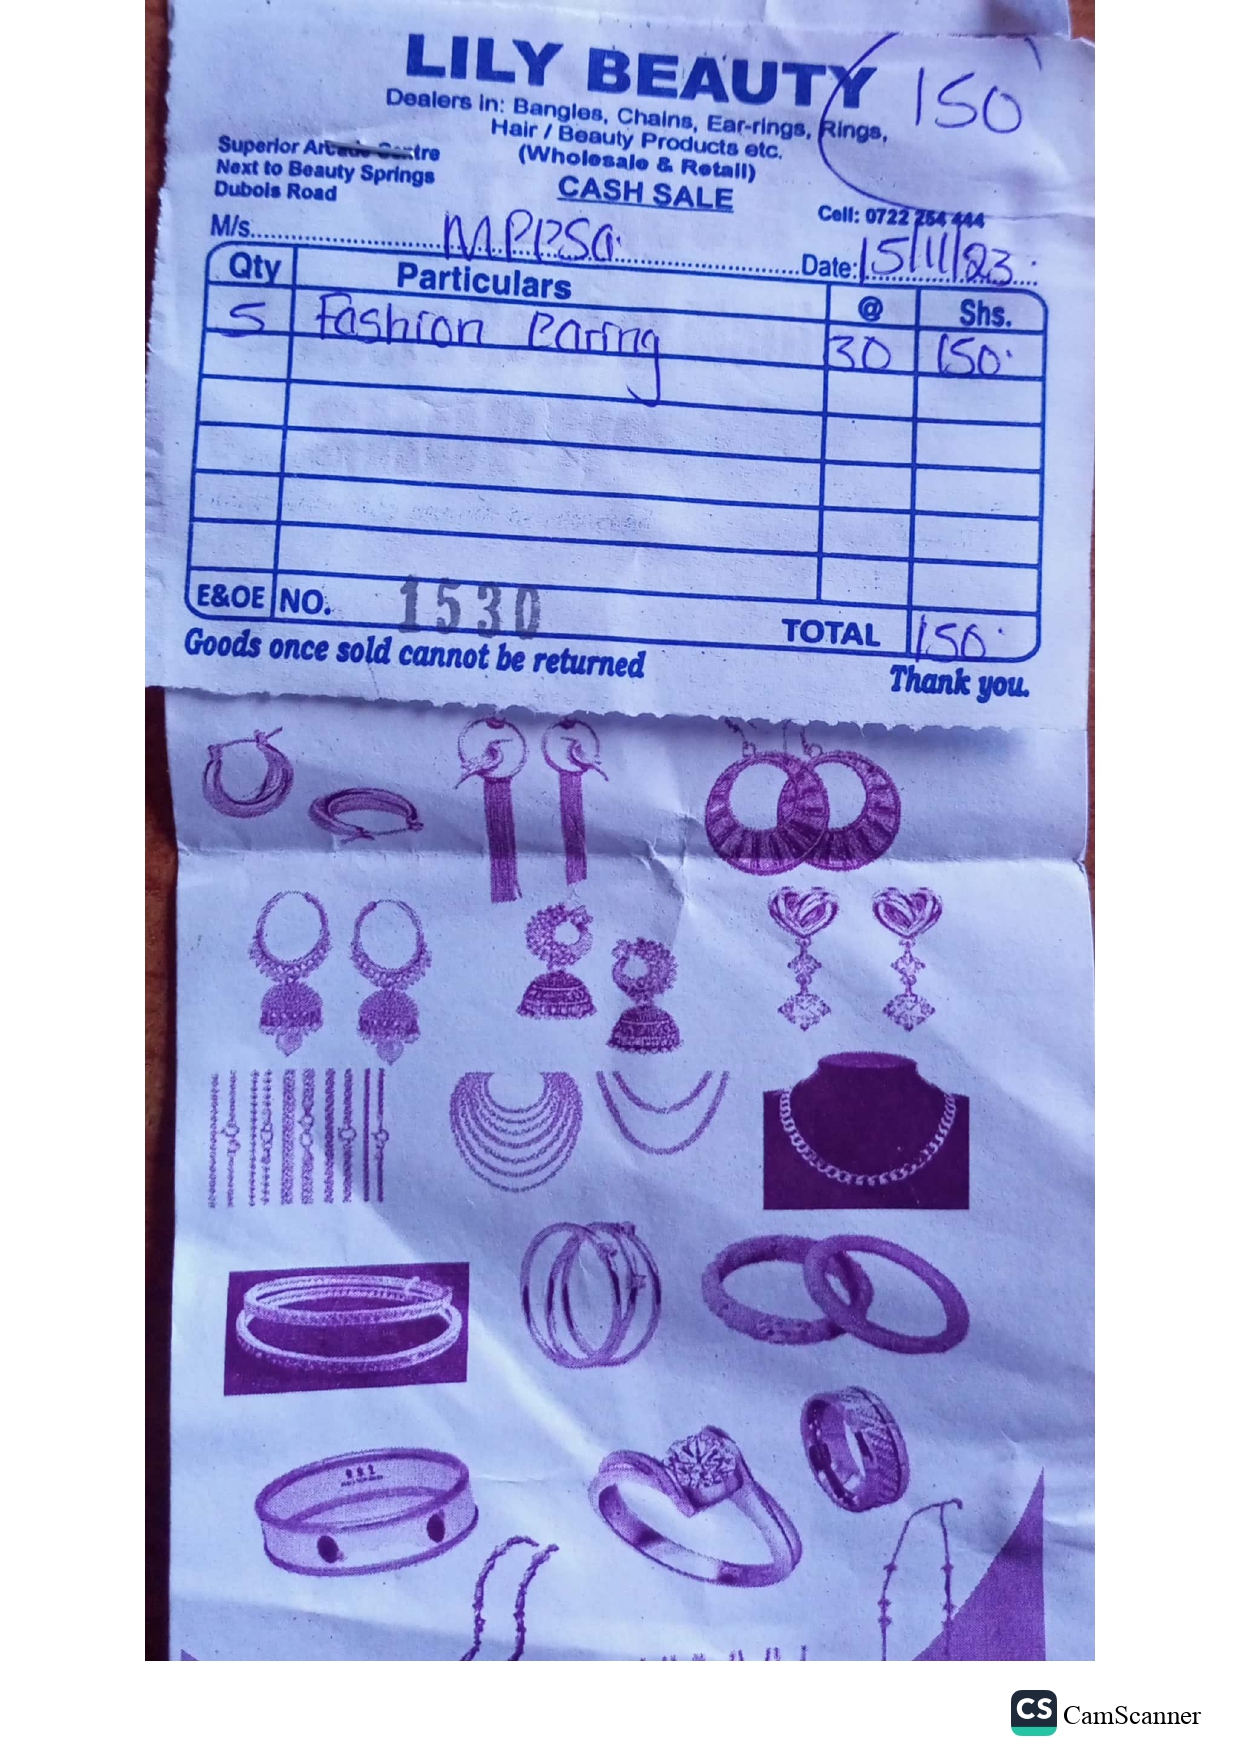 LILY BEAUTY
150
Dealers in: Bangles, Chains, Ear-rings, Rings,
Hair / Beauty Products etc.
(Wholesale & Retail)
Superior Arcade Centre
Next to Beauty Springs
Dubois Road
CASH SALE
Cell: 0722 254 444
M/s. MPESA
Date: 15/11/23
Qty Particulars @ Shs.
5 Fashion Earing 30 150
E&OE NO. 1530 TOTAL 150
Goods once sold cannot be returned
Thank you.
CS CamScanner